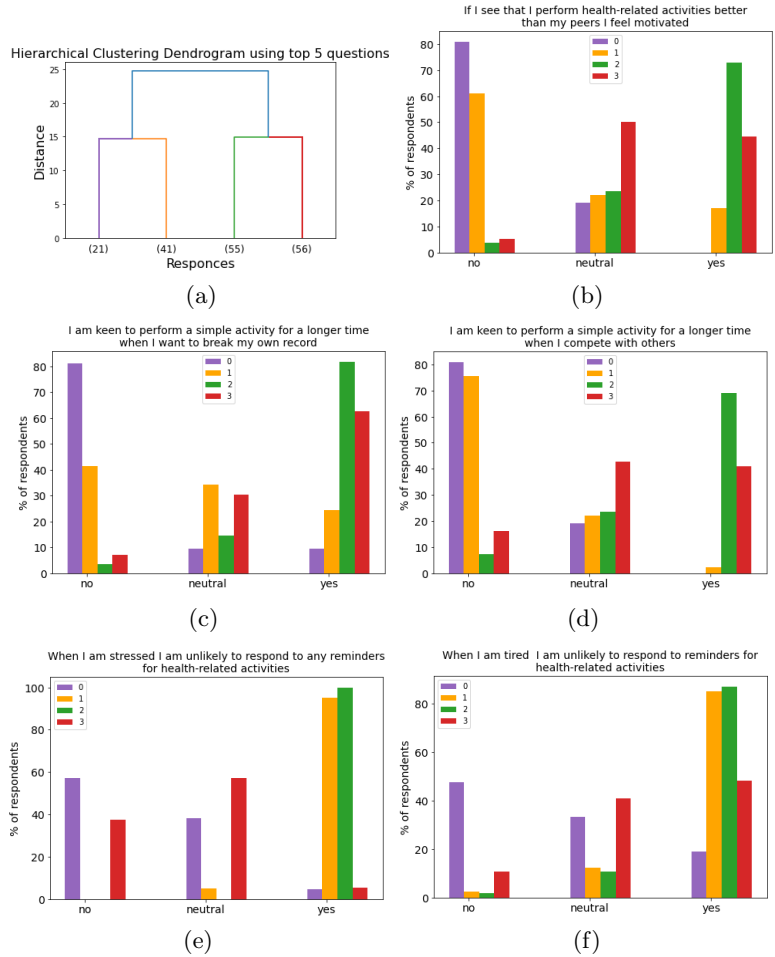 Hierarchical Clustering Dendrogram using top 5 questions
25
20
15
10
5
0
Distance
(21) (41) (55) (56)
Responces
(a)
If I see that I perform health-related activities better
than my peers I feel motivated
0
1
2
3
80
70
60
50
40
30
20
10
0
% of respondents
no neutral yes
(b)
I am keen to perform a simple activity for a longer time
when I want to break my own record
0
1
2
3
80
70
60
50
40
30
20
10
0
% of respondents
no neutral yes
(c)
I am keen to perform a simple activity for a longer time
when I compete with others
0
1
2
3
80
70
60
50
40
30
20
10
0
% of respondents
no neutral yes
(d)
When I am stressed I am unlikely to respond to any reminders
for health-related activities
0
1
2
3
100
80
60
40
20
0
% of respondents
no neutral yes
(e)
When I am tired I am unlikely to respond to reminders for
health-related activities
0
1
2
3
80
60
40
20
0
% of respondents
no neutral yes
(f)